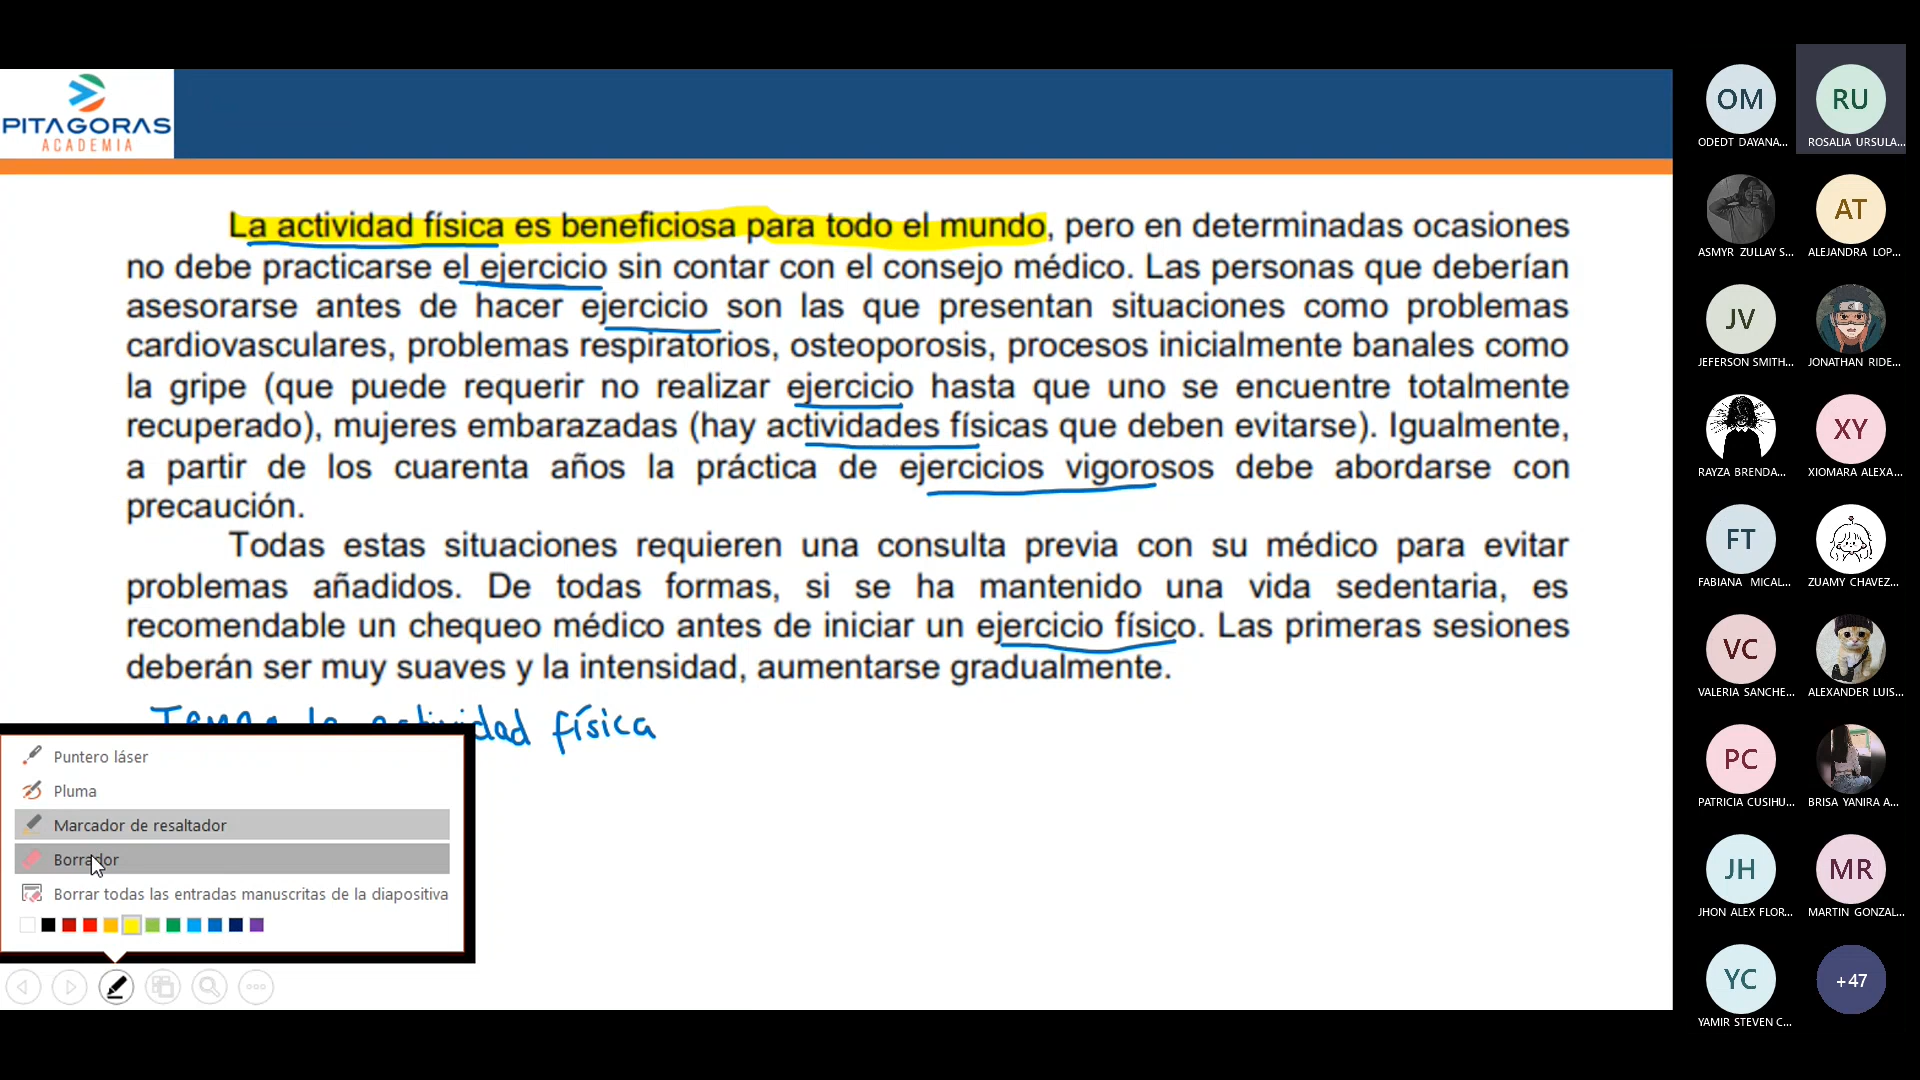 PITAGORAS
ACADEMIA
La actividad física es beneficiosa para todo el mundo, pero en determinadas ocasiones
no debe practicarse el ejercicio sin contar con el consejo médico. Las personas que deberían
asesorarse antes de hacer ejercicio son las que presentan situaciones como problemas
cardiovasculares, problemas respiratorios, osteoporosis, procesos inicialmente banales como
la gripe (que puede requerir no realizar ejercicio hasta que uno se encuentre totalmente
recuperado), mujeres embarazadas (hay actividades físicas que deben evitarse). Igualmente,
a partir de los cuarenta años la práctica de ejercicios vigorosos debe abordarse con
precaución.
Todas estas situaciones requieren una consulta previa con su médico para evitar
problemas añadidos. De todas formas, si se ha mantenido una vida sedentaria, es
recomendable un chequeo médico antes de iniciar un ejercicio físico. Las primeras sesiones
deberán ser muy suaves y la intensidad, aumentarse gradualmente.
la actividad física
Puntero láser
Pluma
Marcador de resaltador
Borrador
Borrar todas las entradas manuscritas de la diapositiva
OM
ODEDT DAYANA...
RU
ROSALIA URSULA...
ASMYR ZULLAY S...
AT
ALEJANDRA LOP...
JV
JEFERSON SMITH...
JONATHAN RIDE...
RAYZA BRENDA...
XY
XIOMARA ALEXA...
FT
FABIANA MICAL...
ZUAMY CHAVEZ...
VC
VALERIA SANCHE...
ALEXANDER LUIS...
PC
PATRICIA CUSIHU...
BRISA YANIRA A...
JH
JHON ALEX FLOR...
MR
MARTIN GONZAL...
YC
YAMIR STEVEN C...
+47